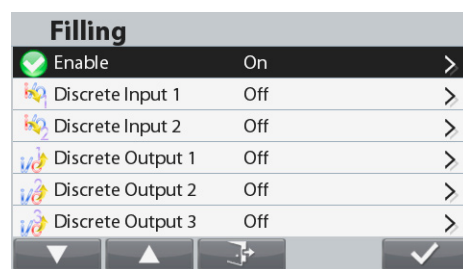 Filling
Enable On
Discrete Input 1 Off
Discrete Input 2 Off
Discrete Output 1 Off
Discrete Output 2 Off
Discrete Output 3 Off